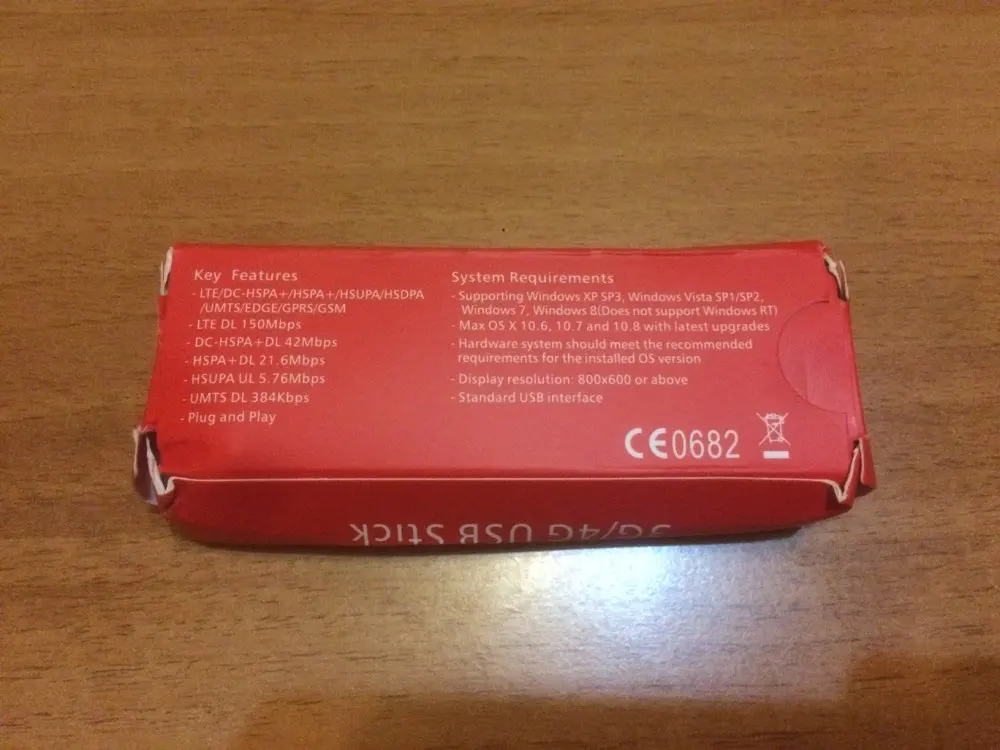 Key Features
- LTE/DC-HSPA+/HSPA+/HSUPA/HSDPA
/UMTS/EDGE/GPRS/GSM
- LTE DL 150Mbps
- DC-HSPA+DL 42Mbps
- HSPA+DL 21.6Mbps
- HSUPA UL 5.76Mbps
- UMTS DL 384Kbps
- Plug and Play
System Requirements
- Supporting Windows XP SP3, Windows Vista SP1/SP2,
Windows 7, Windows 8(Does not support Windows RT)
- Max OS X 10.6, 10.7 and 10.8 with latest upgrades
- Hardware system should meet the recommended
requirements for the installed OS version
- Display resolution: 800x600 or above
- Standard USB interface
CE0682
3G/4G USB Stick